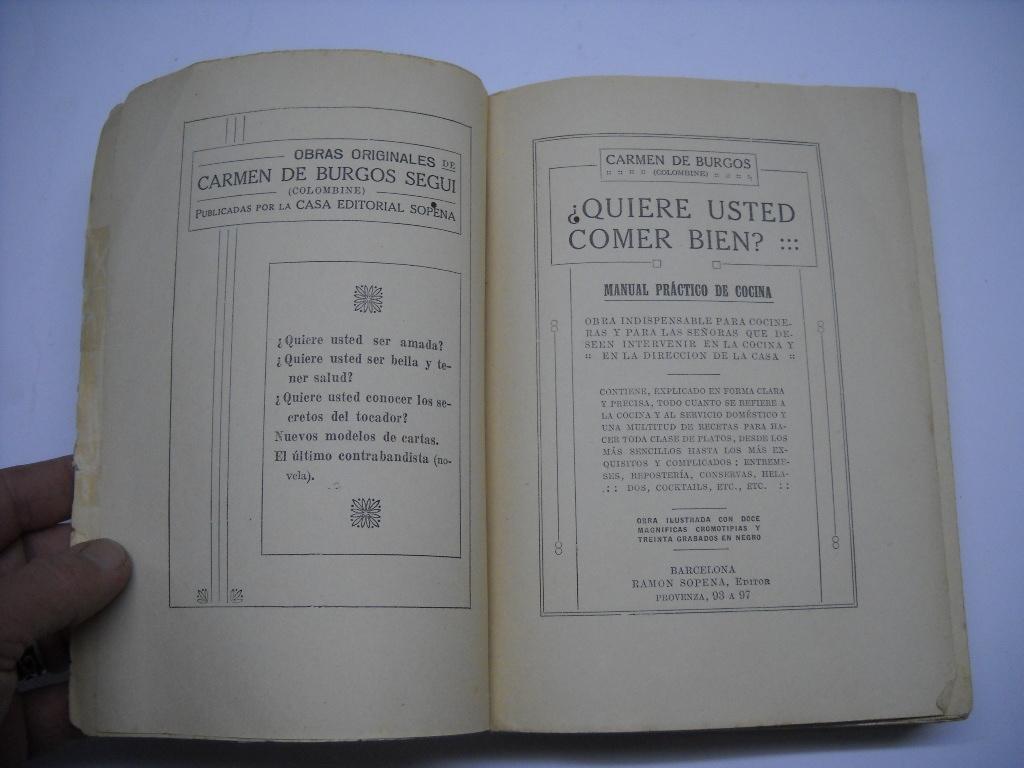 OBRAS ORIGINALES DE
CARMEN DE BURGOS SEGUI
(COLOMBINE)
PUBLICADAS POR LA CASA EDITORIAL SOPENA
¿Quiere usted ser amada?
¿Quiere usted ser bella y te-
ner salud?
¿Quiere usted conocer los se-
cretos del tocador?
Nuevos modelos de cartas.
El último contrabandista (no-
vela).
CARMEN DE BURGOS
:: :: :: (COLOMBINE) :: :: ::
¿QUIERE USTED
COMER BIEN? :::
MANUAL PRÁCTICO DE COCINA
OBRA INDISPENSABLE PARA COCINE-
RAS Y PARA LAS SEÑORAS QUE DE-
SEEN INTERVENIR EN LA COCINA Y
:: EN LA DIRECCION DE LA CASA ::
CONTIENE, EXPLICADO EN FORMA CLARA
Y PRECISA, TODO CUANTO SE REFIERE A
LA COCINA Y AL SERVICIO DOMÉSTICO Y
UNA MULTITUD DE RECETAS PARA HA-
CER TODA CLASE DE PLATOS, DESDE LOS
MÁS SENCILLOS HASTA LOS MÁS EX-
QUISITOS Y COMPLICADOS : ENTREME-
SES, REPOSTERÍA, CONSERVAS, HELA-
:: DOS, COCKTAILS, ETC., ETC. ::
OBRA ILUSTRADA CON DOCE
MAGNIFICAS CROMOTIPIAS Y
TREINTA GRABADOS EN NEGRO
BARCELONA
RAMON SOPENA, EDITOR
PROVENZA, 93 A 97